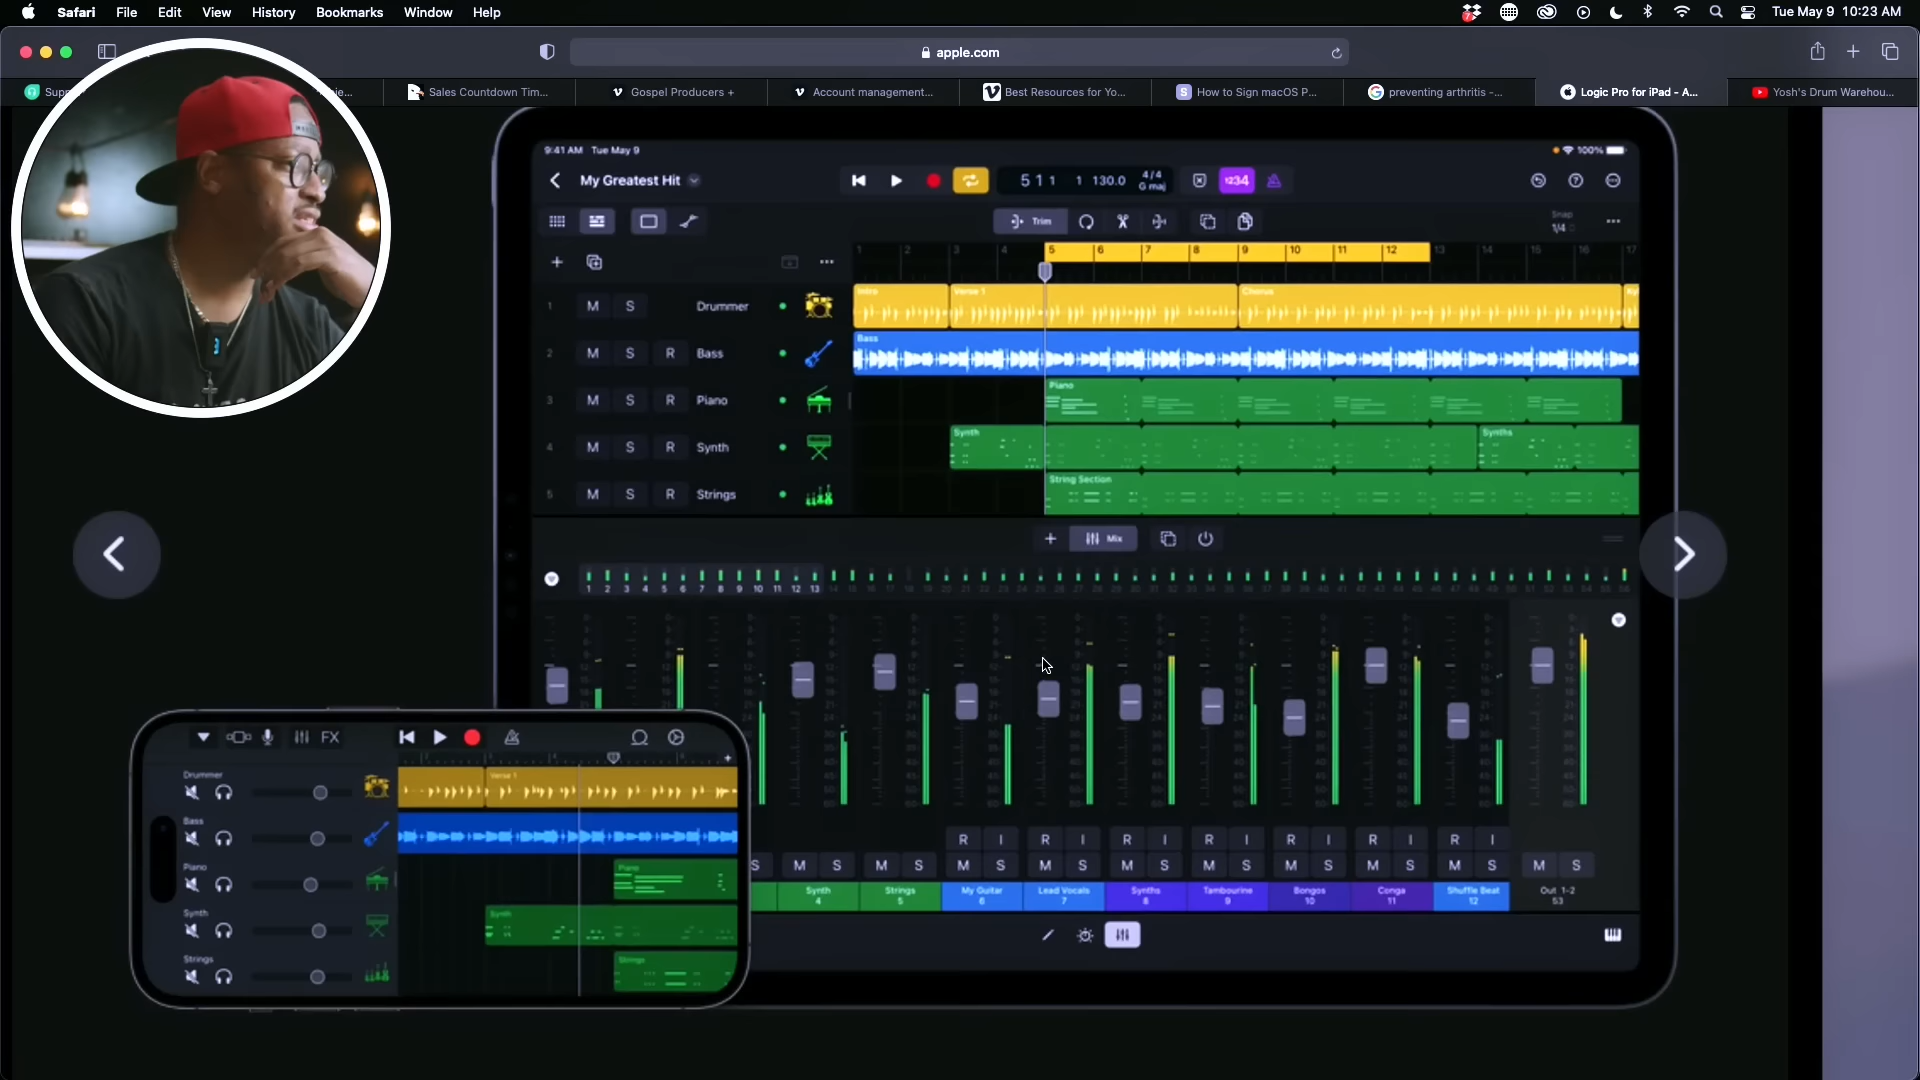 Safari File Edit View History Bookmarks Window Help
7
Tue May 9 10:23 AM
apple.com
Sales Countdown Tim...
Gospel Producers +
Account management...
Best Resources for Yo...
How to Sign macOS P...
preventing arthritis -...
Logic Pro for iPad - A...
Yosh's Drum Warehou...
9:41 AM Tue May 9
100%
My Greatest Hit
5 1 1 1 130.0 4/4 G maj
1234
Trim
Snap
1/4
1 2 3 4 5 6 7 8 9 10 11 12 13 14 15 16 17
1 M S Drummer
Intro Verse 1 Chorus
2 M S R Bass
Bass
3 M S R Piano
Piano
4 M S R Synth
Synth Synths
5 M S R Strings
String Section
Mix
1 2 3 4 5 6 7 8 9 10 11 12 13
R I R I R I R I R I R I R I
S M S M S M S M S M S M S M S M S M S M S
Synth 4
Strings 5
My Guitar 6
Lead Vocals 7
Synths 8
Tambourine 9
Bongos 10
Conga 11
Shuffle Beat 12
Out 1-2 53
FX
Drummer
Verse 1
Bass
Piano
Piano
Synth
Synth
Strings
Strings